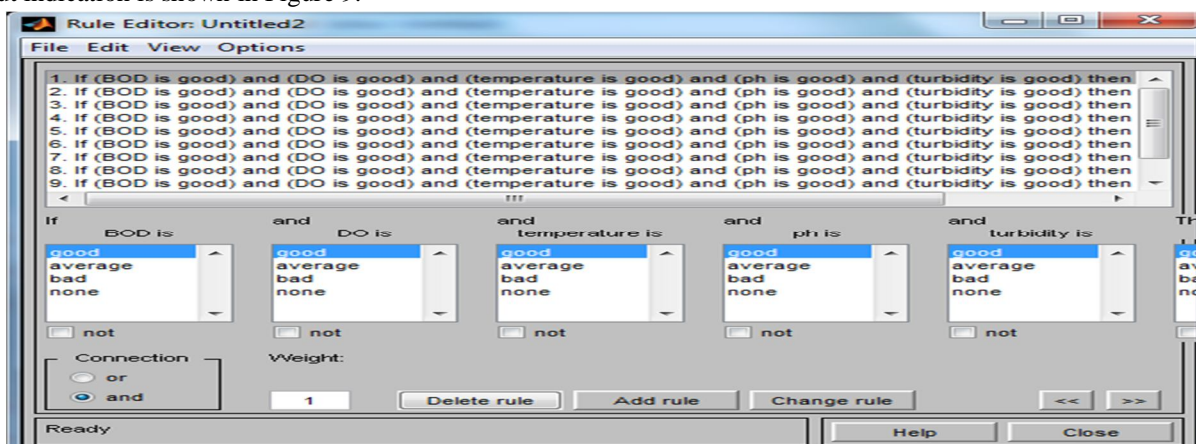 Rule Editor: Untitled2
File Edit View Options
1. If (BOD is good) and (DO is good) and (temperature is good) and (ph is good) and (turbidity is good) then
2. If (BOD is good) and (DO is good) and (temperature is good) and (ph is good) and (turbidity is good) then
3. If (BOD is good) and (DO is good) and (temperature is good) and (ph is good) and (turbidity is good) then
4. If (BOD is good) and (DO is good) and (temperature is good) and (ph is good) and (turbidity is good) then
5. If (BOD is good) and (DO is good) and (temperature is good) and (ph is good) and (turbidity is good) then
6. If (BOD is good) and (DO is good) and (temperature is good) and (ph is good) and (turbidity is good) then
7. If (BOD is good) and (DO is good) and (temperature is good) and (ph is good) and (turbidity is good) then
8. If (BOD is good) and (DO is good) and (temperature is good) and (ph is good) and (turbidity is good) then
9. If (BOD is good) and (DO is good) and (temperature is good) and (ph is good) and (turbidity is good) then
If and and and and
BOD is DO is temperature is ph is turbidity is
good good good good good
average average average average average
bad bad bad bad bad
none none none none none
not not not not not
Connection Weight:
or
and 1 Delete rule Add rule Change rule << >>
Ready Help Close